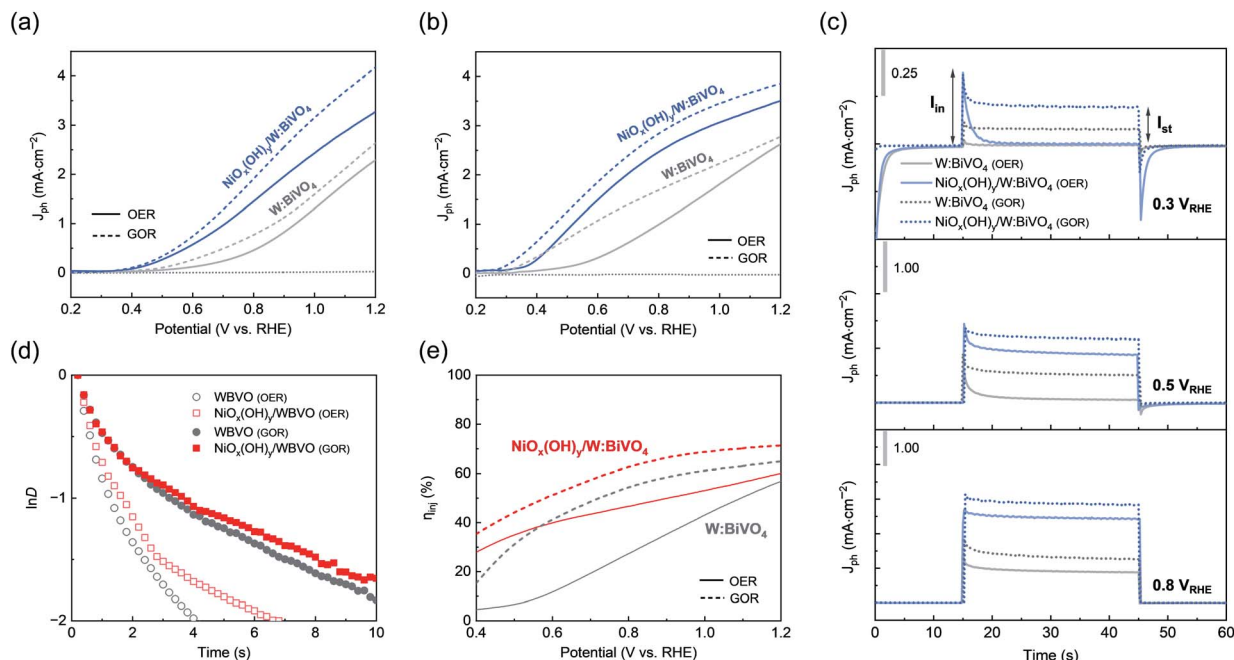 (a)
J_ph (mA·cm⁻²)
4
3
2
1
0
NiOₓ(OH)ᵧ/W:BiVO₄
W:BiVO₄
OER
GOR
0.2 0.4 0.6 0.8 1.0 1.2
Potential (V vs. RHE)
(b)
J_ph (mA·cm⁻²)
4
3
2
1
0
NiOₓ(OH)ᵧ/W:BiVO₄
W:BiVO₄
OER
GOR
0.2 0.4 0.6 0.8 1.0 1.2
Potential (V vs. RHE)
(c)
0.25
I_in
I_st
J_ph (mA·cm⁻²)
W:BiVO₄ (OER)
NiOₓ(OH)ᵧ/W:BiVO₄ (OER)
W:BiVO₄ (GOR)
NiOₓ(OH)ᵧ/W:BiVO₄ (GOR)
0.3 V_RHE
1.00
J_ph (mA·cm⁻²)
0.5 V_RHE
1.00
J_ph (mA·cm⁻²)
0.8 V_RHE
0 10 20 30 40 50 60
Time (s)
(d)
lnD
0
−1
−2
WBVO (OER)
NiOₓ(OH)ᵧ/WBVO (OER)
WBVO (GOR)
NiOₓ(OH)ᵧ/WBVO (GOR)
0 2 4 6 8 10
Time (s)
(e)
η_inj (%)
100
80
60
40
20
0
NiOₓ(OH)ᵧ/W:BiVO₄
W:BiVO₄
OER
GOR
0.4 0.6 0.8 1.0 1.2
Potential (V vs. RHE)